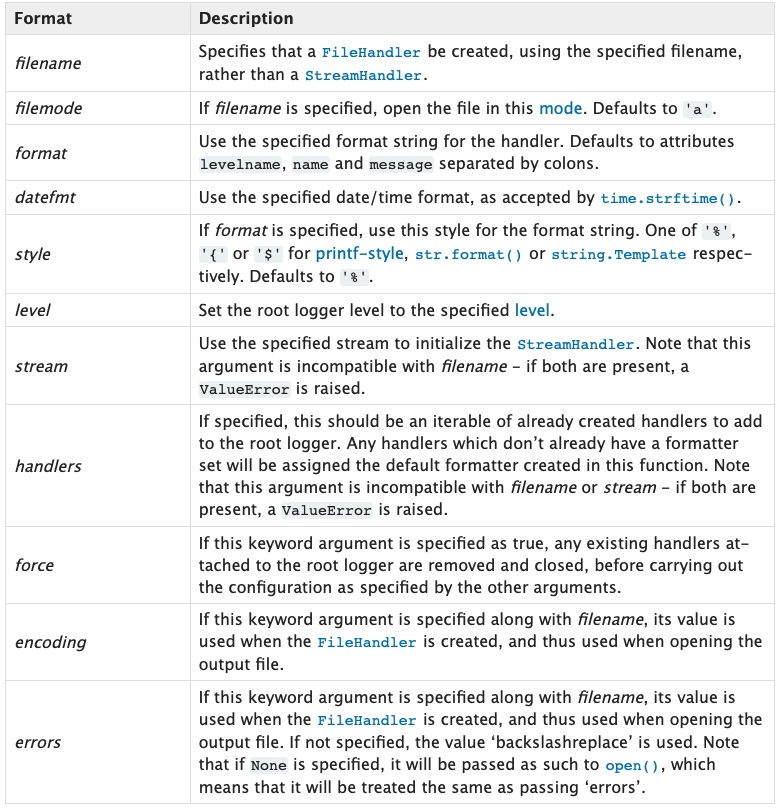 Format Description
filename
Specifies that a FileHandler be created, using the specified filename,
rather than a StreamHandler.
filemode
If filename is specified, open the file in this mode. Defaults to 'a'.
format
Use the specified format string for the handler. Defaults to attributes
levelname, name and message separated by colons.
datefmt
Use the specified date/time format, as accepted by time.strftime().
style
If format is specified, use this style for the format string. One of '%',
'{' or '$' for printf-style, str.format() or string.Template respec-
tively. Defaults to '%'.
level
Set the root logger level to the specified level.
stream
Use the specified stream to initialize the StreamHandler. Note that this
argument is incompatible with filename – if both are present, a
ValueError is raised.
handlers
If specified, this should be an iterable of already created handlers to add
to the root logger. Any handlers which don’t already have a formatter
set will be assigned the default formatter created in this function. Note
that this argument is incompatible with filename or stream – if both are
present, a ValueError is raised.
force
If this keyword argument is specified as true, any existing handlers at-
tached to the root logger are removed and closed, before carrying out
the configuration as specified by the other arguments.
encoding
If this keyword argument is specified along with filename, its value is
used when the FileHandler is created, and thus used when opening the
output file.
errors
If this keyword argument is specified along with filename, its value is
used when the FileHandler is created, and thus used when opening the
output file. If not specified, the value ‘backslashreplace’ is used. Note
that if None is specified, it will be passed as such to open(), which
means that it will be treated the same as passing ‘errors’.